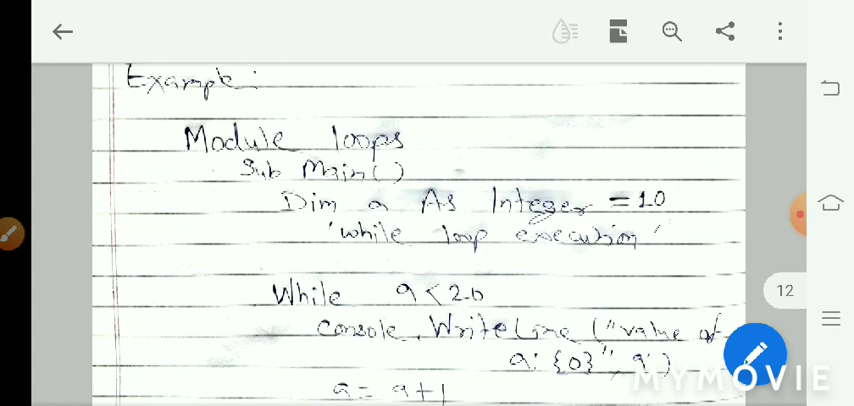 Example:
Module loops
Sub Main()
Dim a As Integer = 10
'while loop execution'
While a < 20
Console.WriteLine ("value of
a: {0}", a)
a = a + 1
12
MYMOVIE